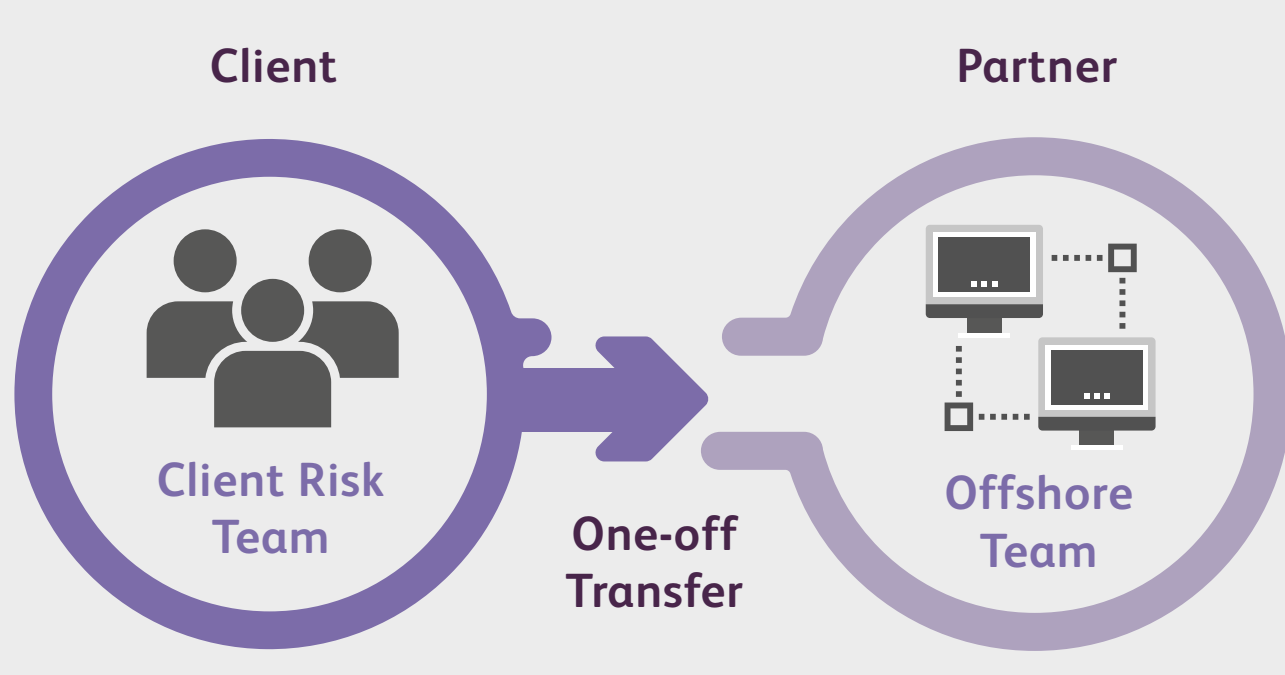 Client
Partner
Client Risk
Team
One-off
Transfer
Offshore
Team